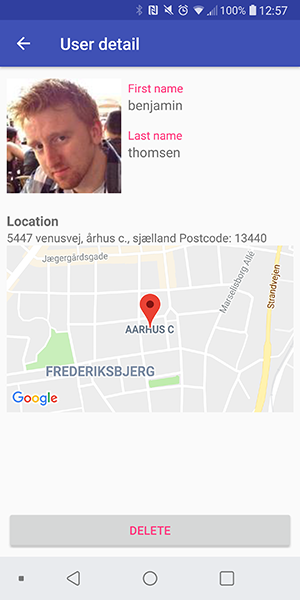 100% 12:57
User detail
First name
benjamin
Last name
thomsen
Location
5447 venusvej, århus c., sjælland Postcode: 13440
Jægergårdsgade
Marselisborg Allé
Strandvejen
AARHUS C
FREDERIKSBJERG
Google
DELETE